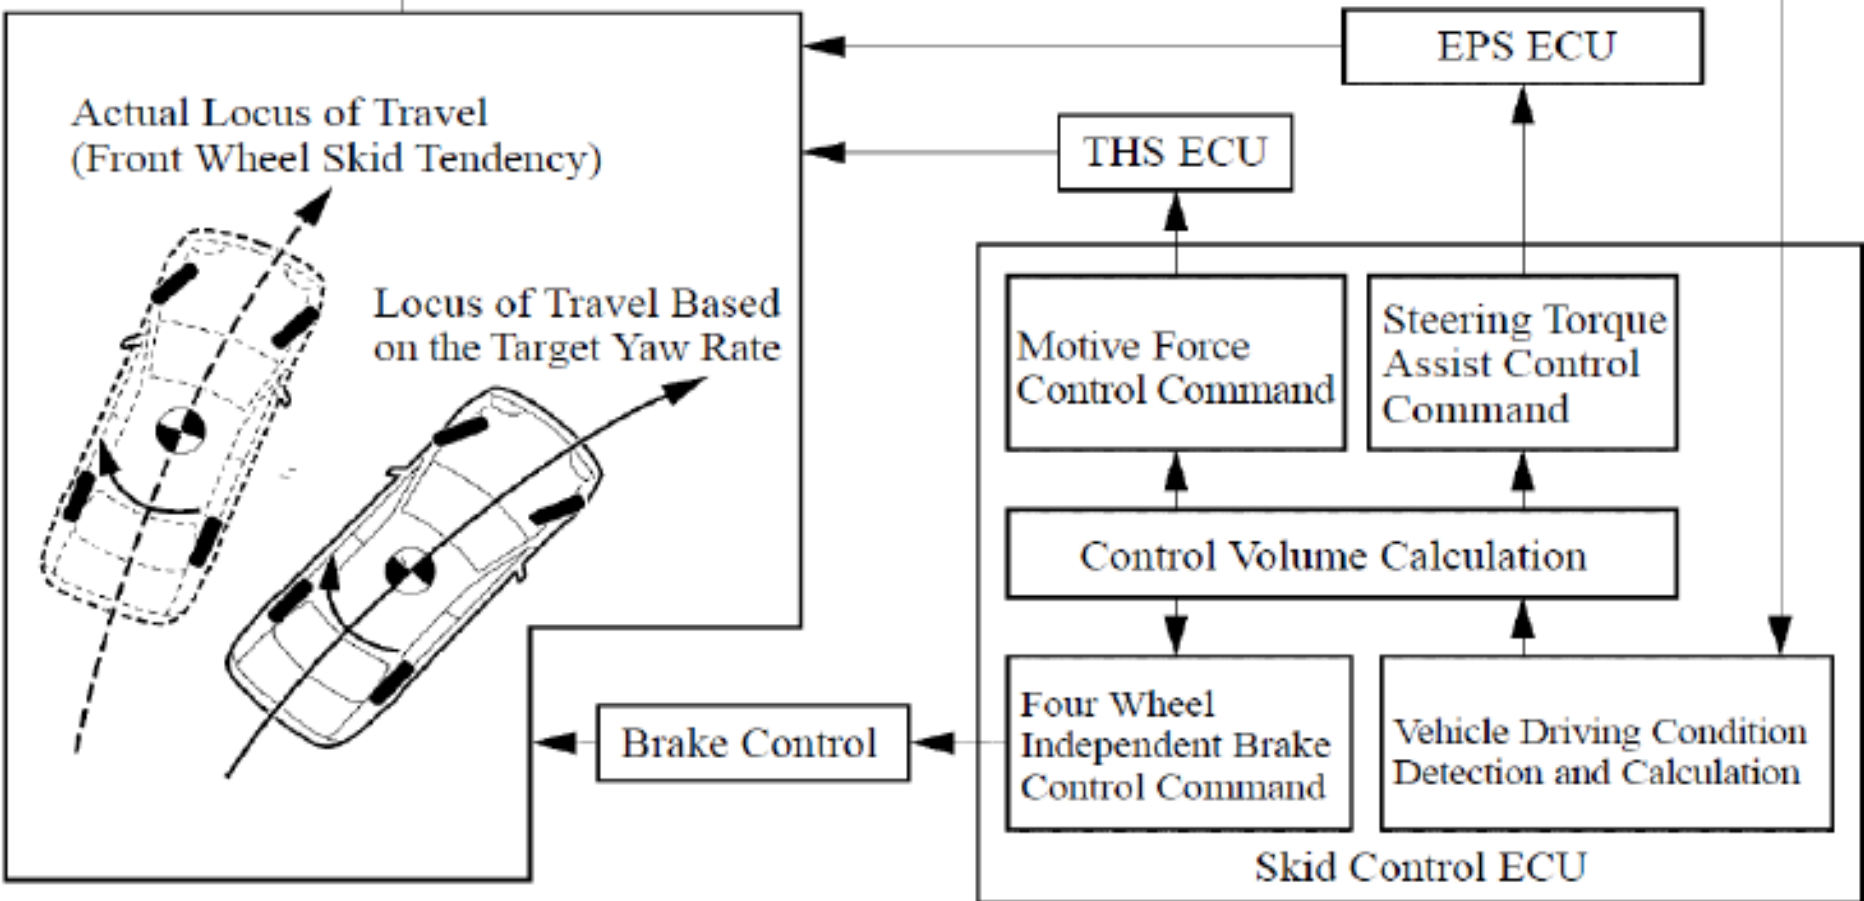 EPS ECU
Actual Locus of Travel
(Front Wheel Skid Tendency)
THS ECU
Locus of Travel Based
on the Target Yaw Rate
Motive Force
Control Command
Steering Torque
Assist Control
Command
Control Volume Calculation
Brake Control
Four Wheel
Independent Brake
Control Command
Vehicle Driving Condition
Detection and Calculation
Skid Control ECU